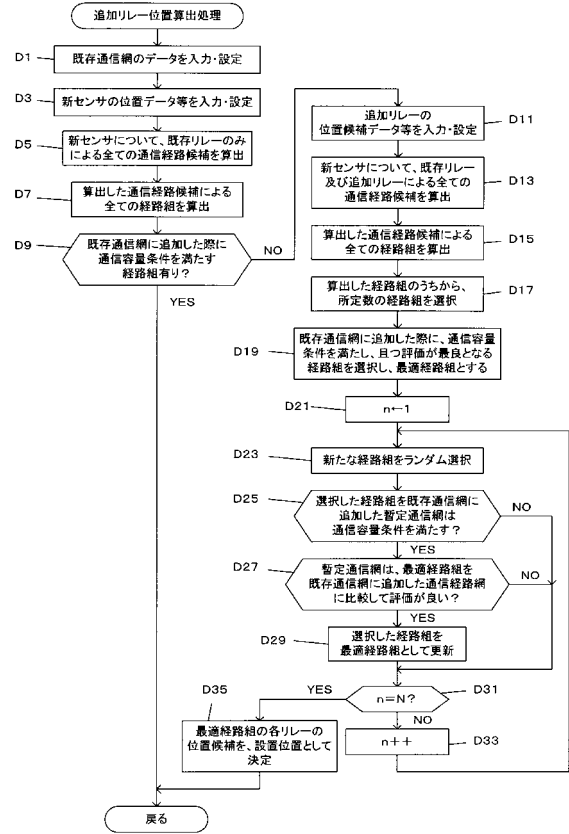 追加リレー位置算出処理
D1
既存通信網のデータを入力・設定
D3
新センサの位置データ等を入力・設定
D5
新センサについて、既存リレーのみ
による全ての通信経路候補を算出
D7
算出した通信経路候補による
全ての経路組を算出
D9
既存通信網に追加した際に
通信容量条件を満たす
経路組有り？
NO
YES
追加リレーの
位置候補データ等を入力・設定
D11
新センサについて、既存リレー
及び追加リレーによる全ての
通信経路候補を算出
D13
算出した通信経路候補による
全ての経路組を算出
D15
算出した経路組のうちから、
所定数の経路組を選択
D17
D19
既存通信網に追加した際に、通信容量
条件を満たし、且つ評価が最良となる
経路組を選択し、最適経路組とする
D21
n←1
D23
新たな経路組をランダム選択
D25
選択した経路組を既存通信網に
追加した暫定通信網は
通信容量条件を満たす？
NO
YES
D27
暫定通信網は、最適経路組を
既存通信網に追加した通信経路網
に比較して評価が良い？
NO
YES
D29
選択した経路組を
最適経路組として更新
n＝N？
D31
YES
NO
D35
最適経路組の各リレーの
位置候補を、設置位置として
決定
n＋＋
D33
戻る